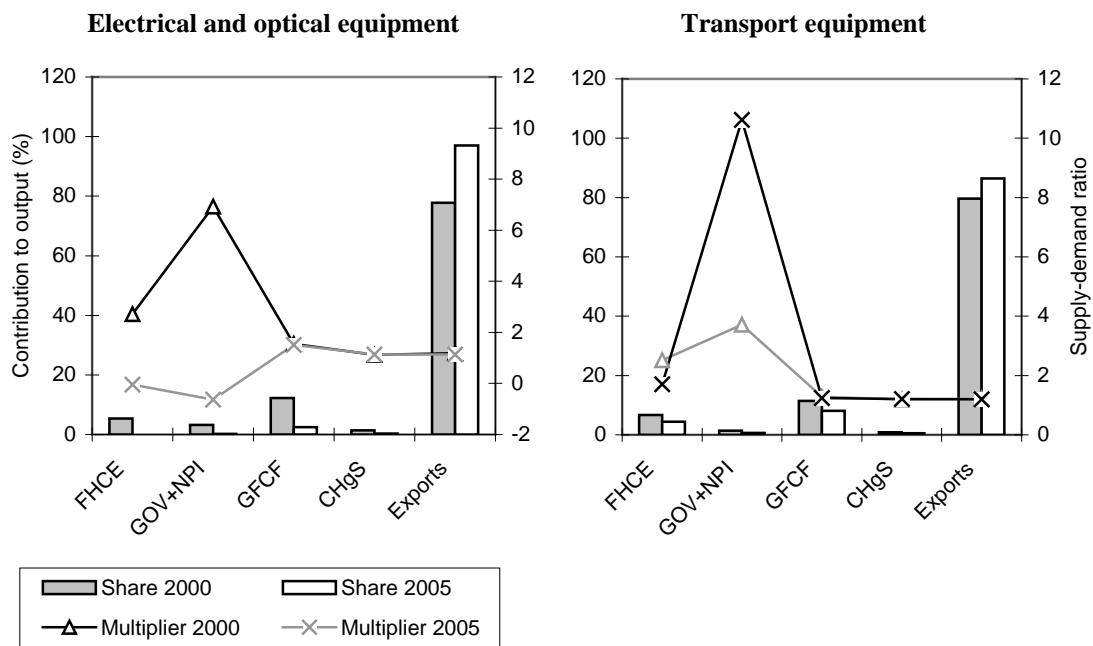 Electrical and optical equipment
Transport equipment
Contribution to output (%)
120
100
80
60
40
20
0
12
10
8
6
4
2
0
-2
FHCE
GOV+NPI
GFCF
CHgS
Exports
120
100
80
60
40
20
0
12
10
8
6
4
2
0
Supply-demand ratio
FHCE
GOV+NPI
GFCF
CHgS
Exports
Share 2000
Share 2005
Multiplier 2000
Multiplier 2005